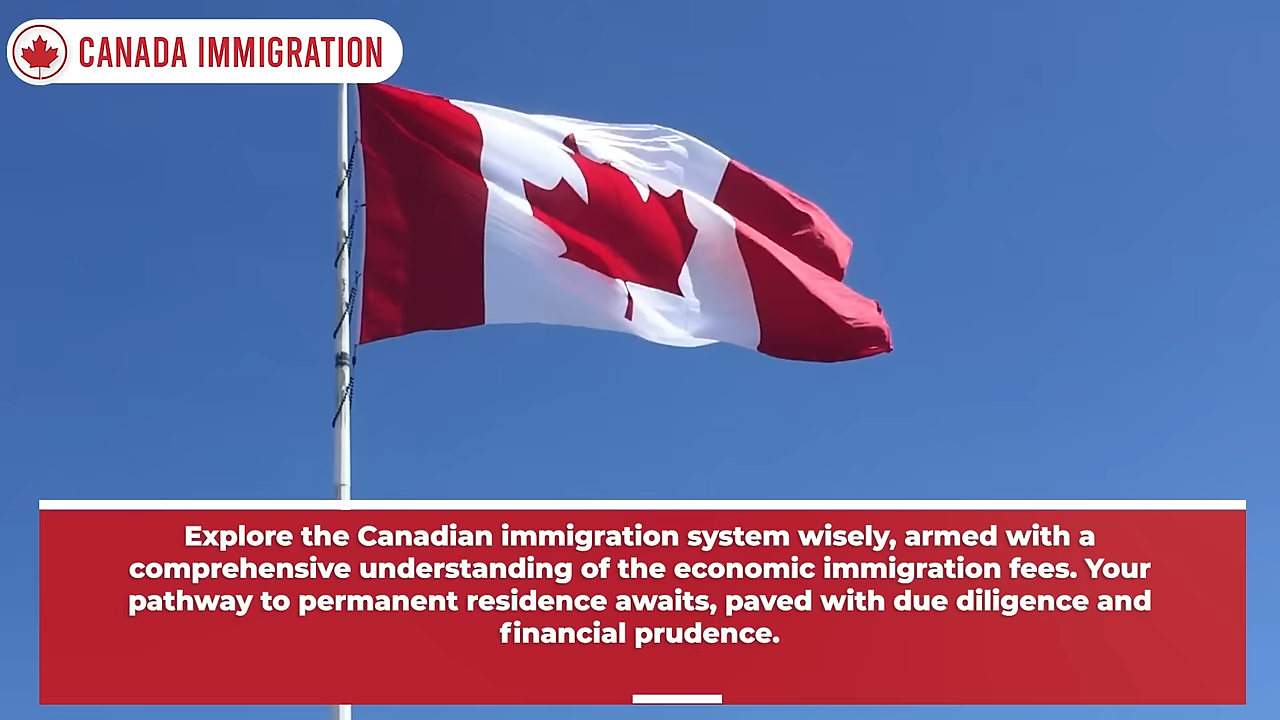 CANADA IMMIGRATION
Explore the Canadian immigration system wisely, armed with a
comprehensive understanding of the economic immigration fees. Your
pathway to permanent residence awaits, paved with due diligence and
financial prudence.